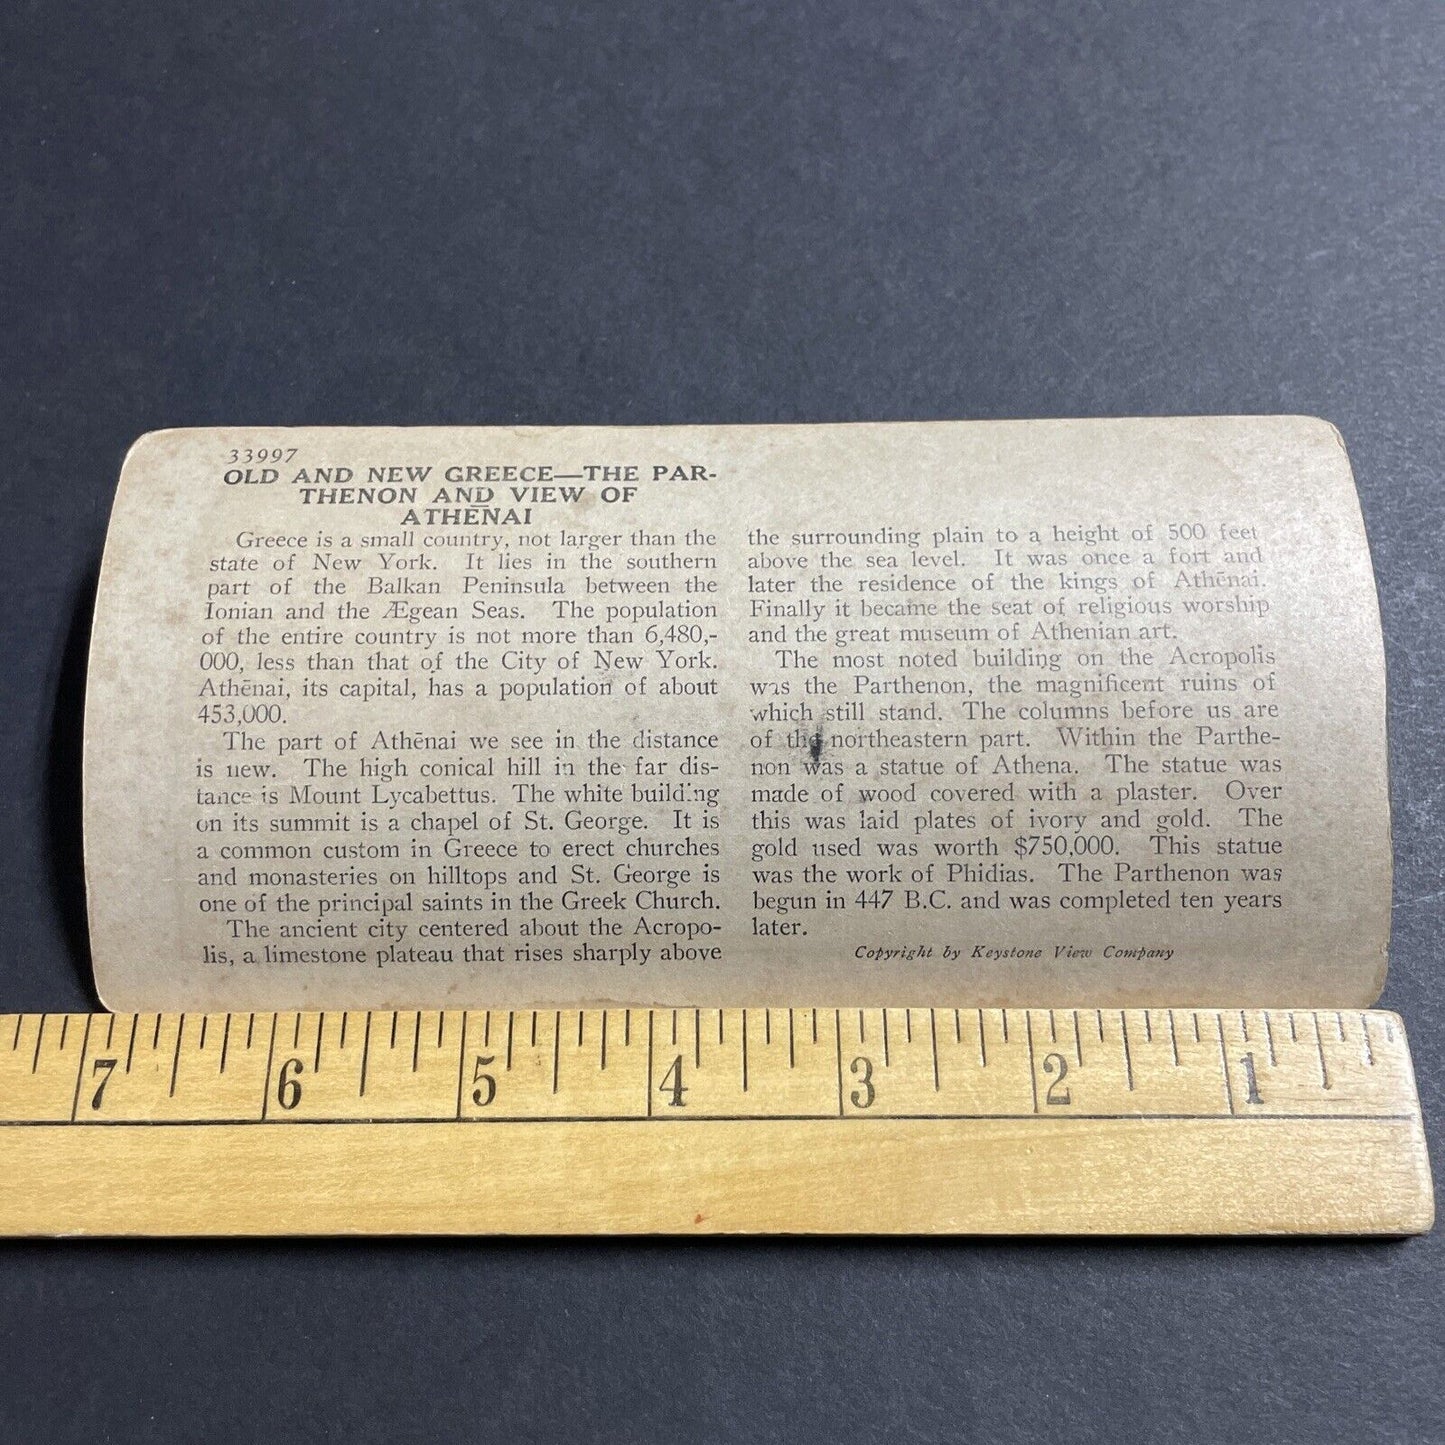 33997
OLD AND NEW GREECE—THE PAR-
THENON AND VIEW OF
ATHĒNAI
Greece is a small country, not larger than the
state of New York. It lies in the southern
part of the Balkan Peninsula between the
Ionian and the Ægean Seas. The population
of the entire country is not more than 6,480,-
000, less than that of the City of New York.
Athēnai, its capital, has a population of about
453,000.
The part of Athēnai we see in the distance
is new. The high conical hill in the far dis-
tance is Mount Lycabettus. The white building
on its summit is a chapel of St. George. It is
a common custom in Greece to erect churches
and monasteries on hilltops and St. George is
one of the principal saints in the Greek Church.
The ancient city centered about the Acropo-
lis, a limestone plateau that rises sharply above
the surrounding plain to a height of 500 feet
above the sea level. It was once a fort and
later the residence of the kings of Athēnai.
Finally it became the seat of religious worship
and the great museum of Athenian art.
The most noted building on the Acropolis
was the Parthenon, the magnificent ruins of
which still stand. The columns before us are
of the northeastern part. Within the Parthe-
non was a statue of Athena. The statue was
made of wood covered with a plaster. Over
this was laid plates of ivory and gold. The
gold used was worth $750,000. This statue
was the work of Phidias. The Parthenon was
begun in 447 B.C. and was completed ten years
later.
Copyright by Keystone View Company
7 6 5 4 3 2 1